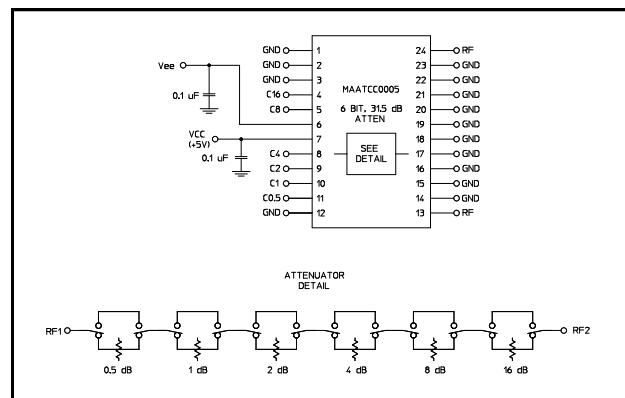 GND 1 24 RF
GND 2 23 GND
Vee GND 3 22 GND
0.1 uF C16 4 MAATCC0005 21 GND
C8 5 6 BIT, 31.5 dB ATTEN 20 GND
6 19 GND
VCC (+5V) 7 18 GND
0.1 uF C4 8 SEE DETAIL 17 GND
C2 9 16 GND
C1 10 15 GND
C0.5 11 14 GND
GND 12 13 RF
ATTENUATOR
DETAIL
RF1 RF2
0.5 dB 1 dB 2 dB 4 dB 8 dB 16 dB